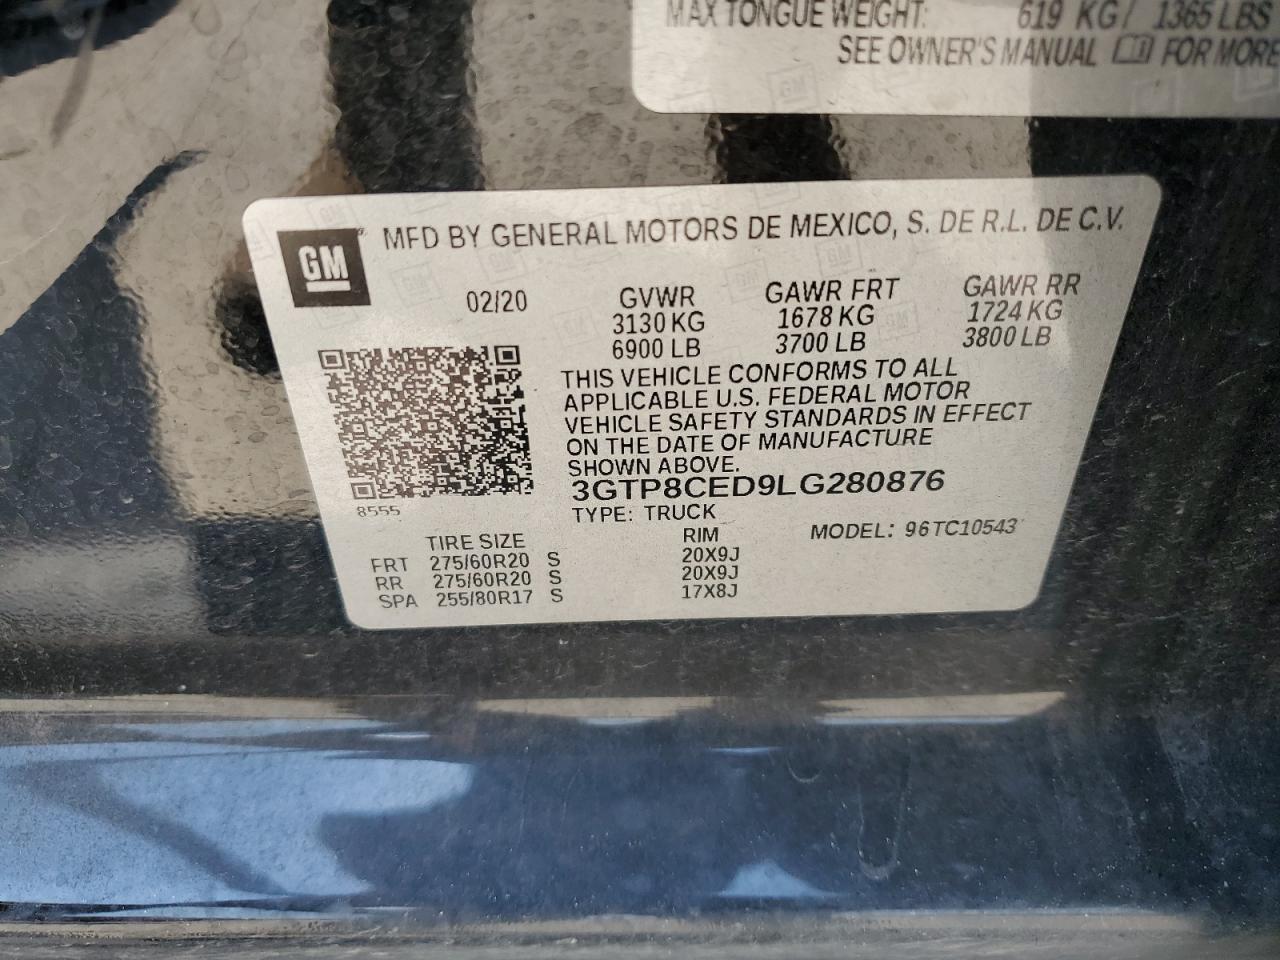 MAX TONGUE WEIGHT: 619 KG / 1365 LBS
SEE OWNER'S MANUAL FOR MORE
GM MFD BY GENERAL MOTORS DE MEXICO, S. DE R.L. DE C.V.
02/20 GVWR GAWR FRT GAWR RR
3130 KG 1678 KG 1724 KG
6900 LB 3700 LB 3800 LB
THIS VEHICLE CONFORMS TO ALL
APPLICABLE U.S. FEDERAL MOTOR
VEHICLE SAFETY STANDARDS IN EFFECT
ON THE DATE OF MANUFACTURE
SHOWN ABOVE.
3GTP8CED9LG280876
8555 TYPE: TRUCK MODEL: 96TC10543
TIRE SIZE RIM
FRT 275/60R20 S 20X9J
RR 275/60R20 S 20X9J
SPA 255/80R17 S 17X8J